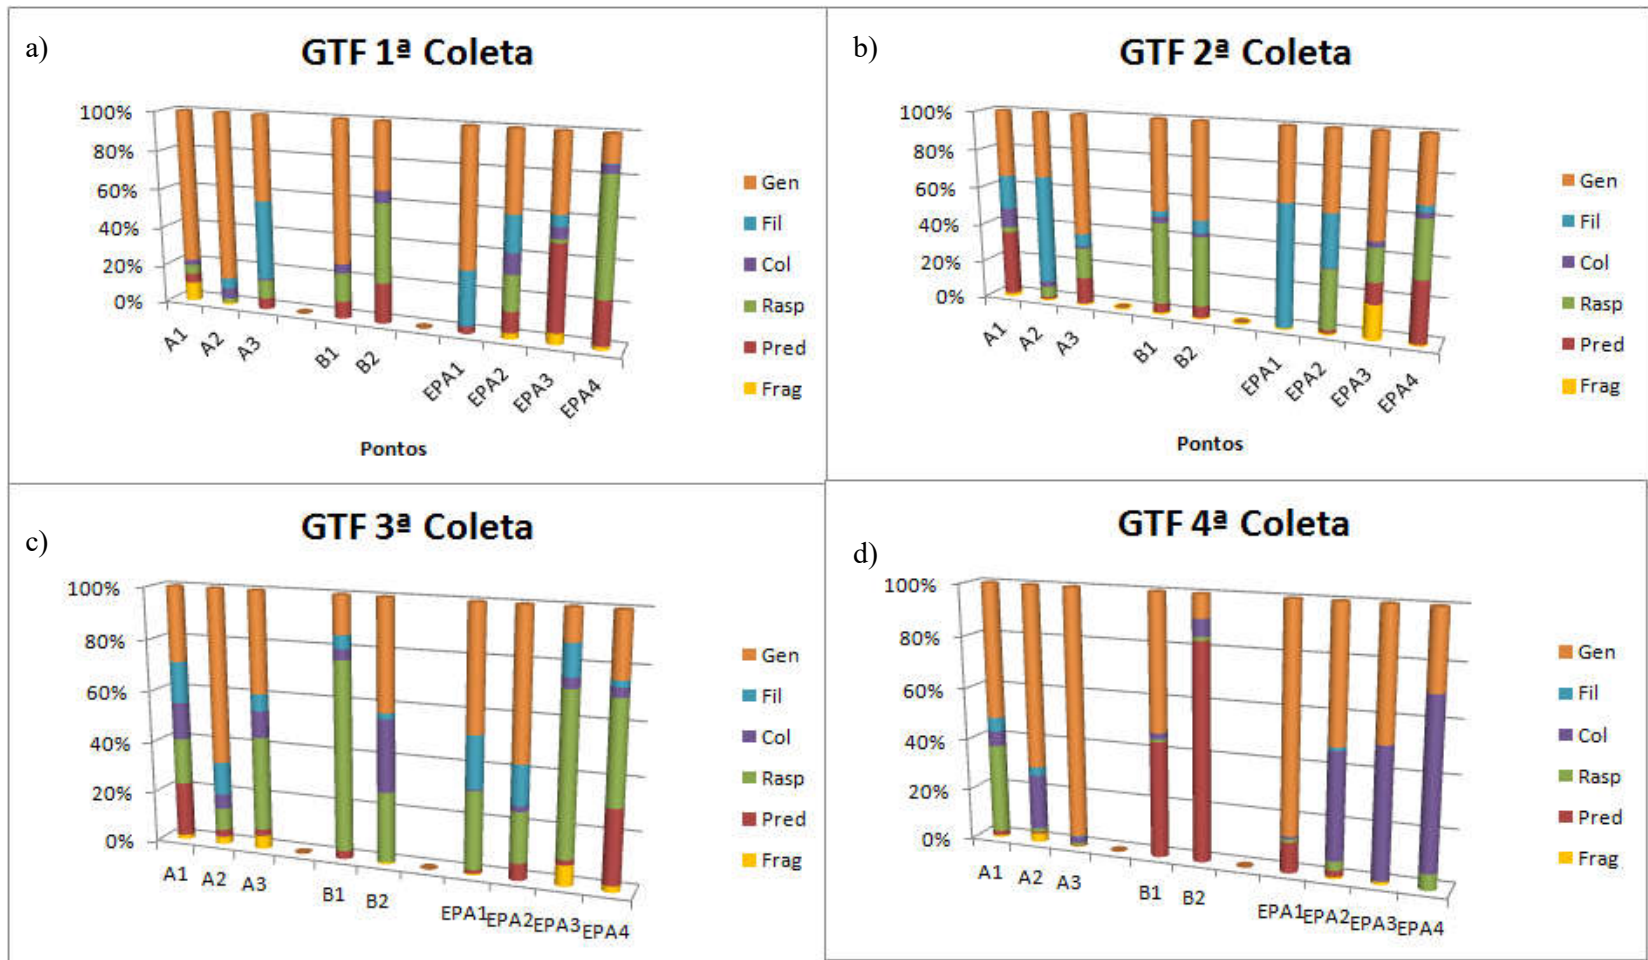 a)
GTF 1ª Coleta
100%
80%
60%
40%
20%
0%
A1
A2
A3
B1
B2
EPA1
EPA2
EPA3
EPA4
Pontos
Gen
Fil
Col
Rasp
Pred
Frag
b)
GTF 2ª Coleta
100%
80%
60%
40%
20%
0%
A1
A2
A3
B1
B2
EPA1
EPA2
EPA3
EPA4
Pontos
Gen
Fil
Col
Rasp
Pred
Frag
c)
GTF 3ª Coleta
100%
80%
60%
40%
20%
0%
A1
A2
A3
B1
B2
EPA1
EPA2
EPA3
EPA4
Gen
Fil
Col
Rasp
Pred
Frag
d)
GTF 4ª Coleta
100%
80%
60%
40%
20%
0%
A1
A2
A3
B1
B2
EPA1
EPA2
EPA3
EPA4
Gen
Fil
Col
Rasp
Pred
Frag